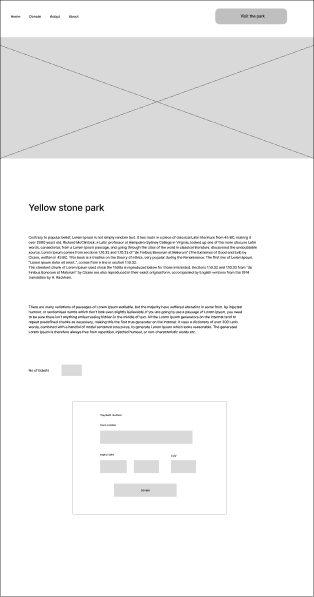 Home Donate Adopt About
Visit the park
Yellow stone park
Contrary to popular belief, Lorem Ipsum is not simply random text. It has roots in a piece of classical Latin literature from 45 BC, making it
over 2000 years old. Richard McClintock, a Latin professor at Hampden-Sydney College in Virginia, looked up one of the more obscure Latin
words, consectetur, from a Lorem Ipsum passage, and going through the cites of the word in classical literature, discovered the undoubtable
source. Lorem Ipsum comes from sections 1.10.32 and 1.10.33 of "de Finibus Bonorum et Malorum" (The Extremes of Good and Evil) by
Cicero, written in 45 BC. This book is a treatise on the theory of ethics, very popular during the Renaissance. The first line of Lorem Ipsum,
"Lorem ipsum dolor sit amet..", comes from a line in section 1.10.32.
The standard chunk of Lorem Ipsum used since the 1500s is reproduced below for those interested. Sections 1.10.32 and 1.10.33 from "de
Finibus Bonorum et Malorum" by Cicero are also reproduced in their exact original form, accompanied by English versions from the 1914
translation by H. Rackham.
There are many variations of passages of Lorem Ipsum available, but the majority have suffered alteration in some form, by injected
humour, or randomised words which don't look even slightly believable. If you are going to use a passage of Lorem Ipsum, you need
to be sure there isn't anything embarrassing hidden in the middle of text. All the Lorem Ipsum generators on the Internet tend to
repeat predefined chunks as necessary, making this the first true generator on the Internet. It uses a dictionary of over 200 Latin
words, combined with a handful of model sentence structures, to generate Lorem Ipsum which looks reasonable. The generated
Lorem Ipsum is therefore always free from repetition, injected humour, or non-characteristic words etc.